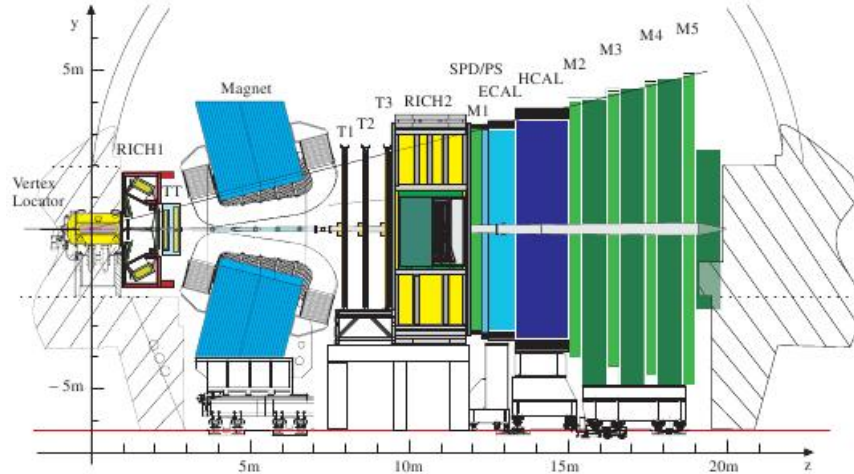 y
5m
Magnet
RICH1
TT
Vertex
Locator
T1
T2
T3
RICH2
M1
SPD/PS
ECAL
HCAL
M2
M3
M4
M5
– 5m
5m
10m
15m
20m
z